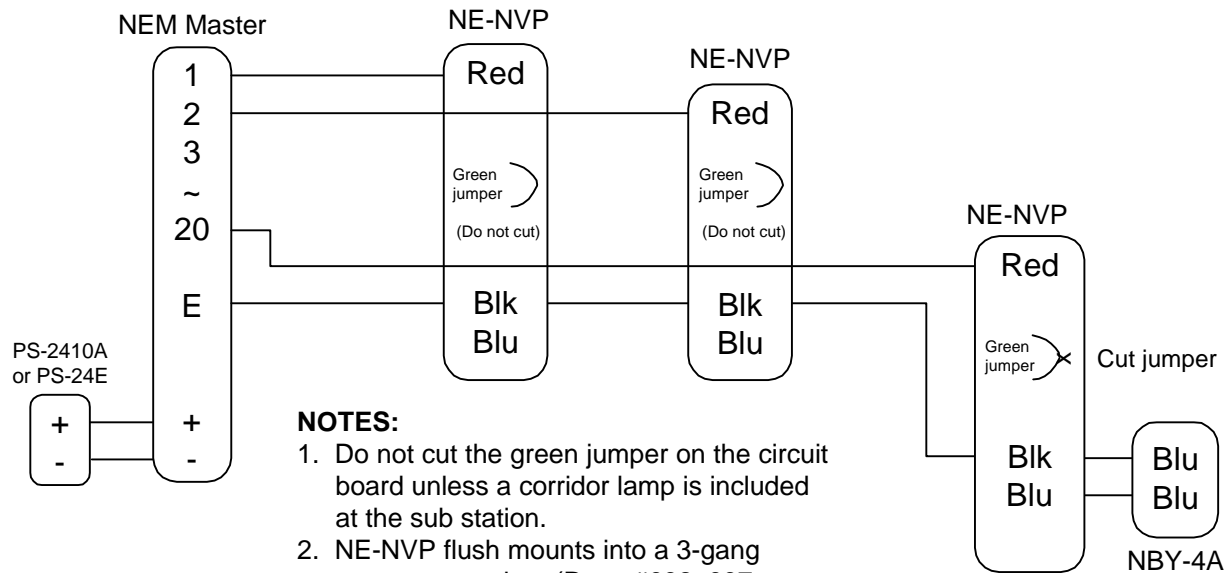 NEM Master
1
2
3
~
20
E
+
-
PS-2410A
or PS-24E
+
-
NE-NVP
Red
Green
jumper
(Do not cut)
Blk
Blu
NE-NVP
Red
Green
jumper
(Do not cut)
Blk
Blu
NE-NVP
Red
Green
jumper
Cut jumper
Blk
Blu
Blu
Blu
NBY-4A
NOTES:
1. Do not cut the green jumper on the circuit
board unless a corridor lamp is included
at the sub station.
2. NE-NVP flush mounts into a 3-gang